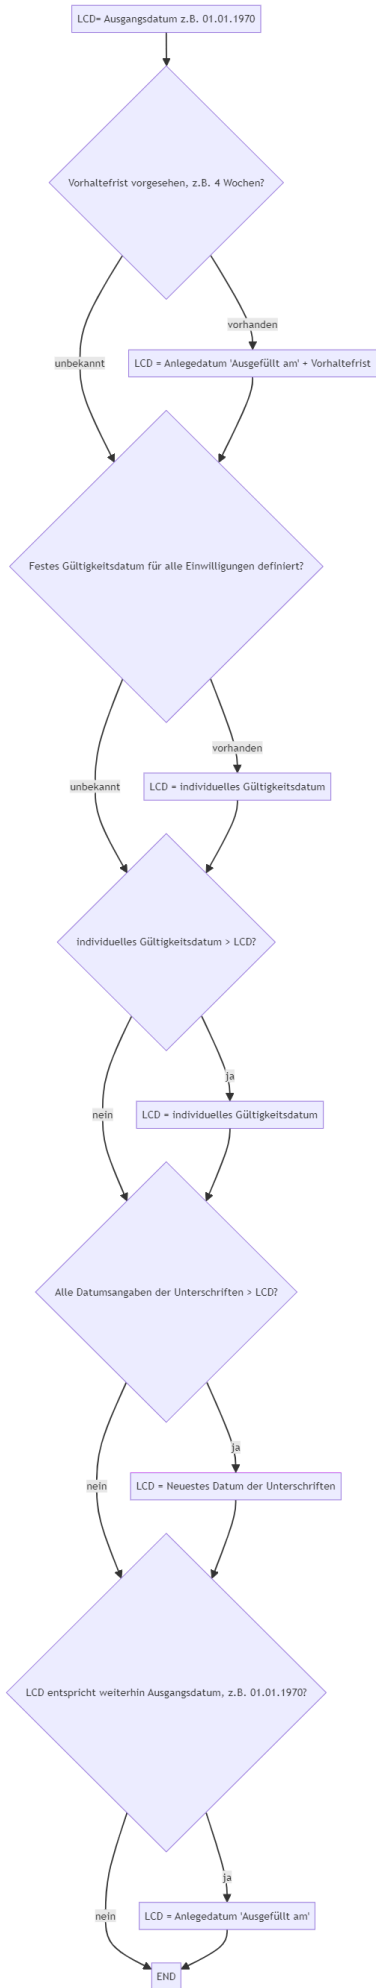 LCD= Ausgangsdatum z.B. 01.01.1970
Vorhaltefrist vorgesehen, z.B. 4 Wochen?
vorhanden
unbekannt
LCD = Anlegedatum 'Ausgefüllt am' + Vorhaltefrist
Festes Gültigkeitsdatum für alle Einwilligungen definiert?
vorhanden
unbekannt
LCD = individuelles Gültigkeitsdatum
individuelles Gültigkeitsdatum > LCD?
ja
nein
LCD = individuelles Gültigkeitsdatum
Alle Datumsangaben der Unterschriften > LCD?
ja
nein
LCD = Neuestes Datum der Unterschriften
LCD entspricht weiterhin Ausgangsdatum, z.B. 01.01.1970?
ja
nein
LCD = Anlegedatum 'Ausgefüllt am'
END